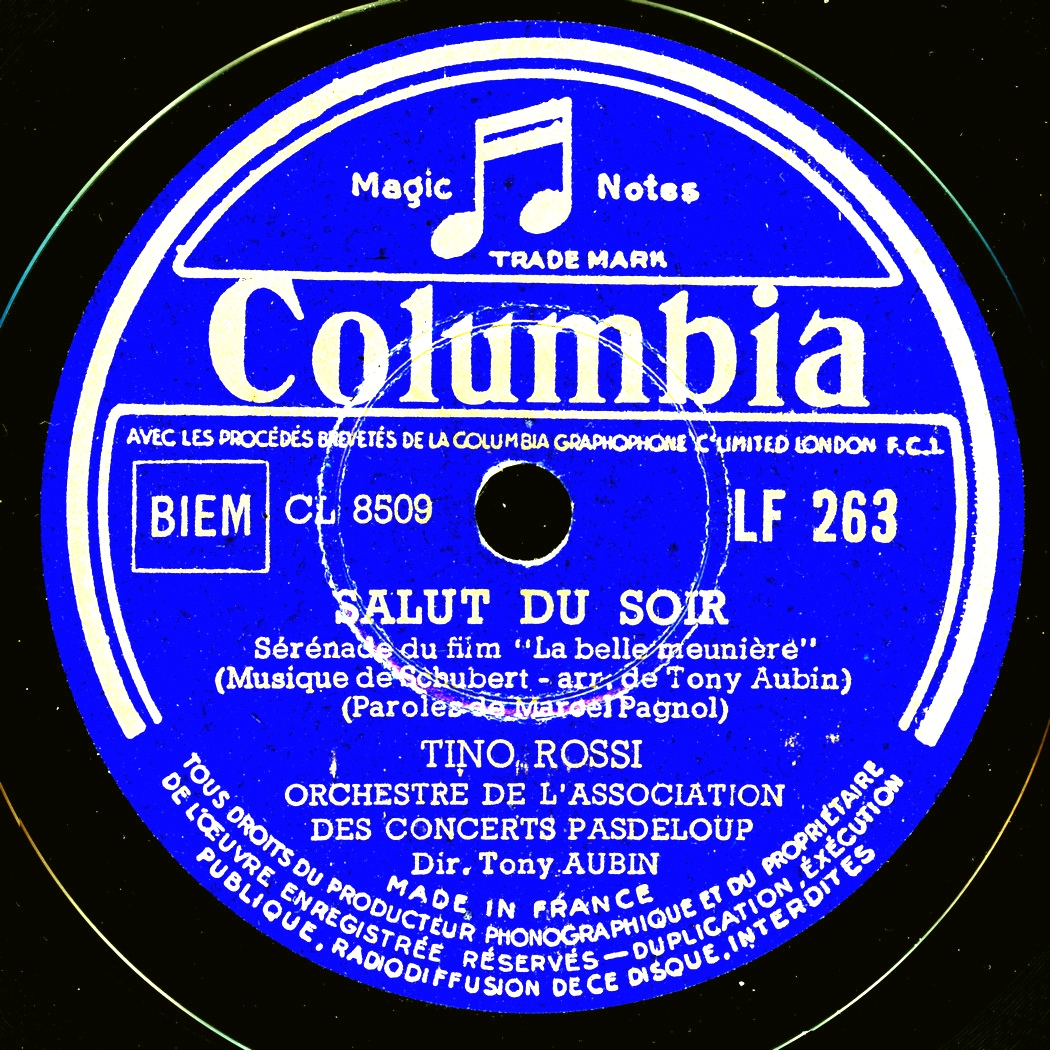 Magic Notes
TRADE MARK
Columbia
AVEC LES PROCÉDÉS BREVETÉS DE LA COLUMBIA GRAPHOPHONE Cº LIMITED LONDON F.C.1.
BIEM CL 8509 LF 263
SALUT DU SOIR
Sérénade du film "La belle meunière"
(Musique de Schubert - arr. de Tony Aubin)
(Paroles de Marcel Pagnol)
TINO ROSSI
ORCHESTRE DE L'ASSOCIATION
DES CONCERTS PASDELOUP
Dir. Tony AUBIN
MADE IN FRANCE
TOUS DROITS DU PRODUCTEUR PHONOGRAPHIQUE ET DU PROPRIÉTAIRE
DE L'ŒUVRE ENREGISTRÉE RÉSERVÉS — DUPLICATION, ÉXÉCUTION
PUBLIQUE, RADIODIFFUSION DE CE DISQUE, INTERDITES